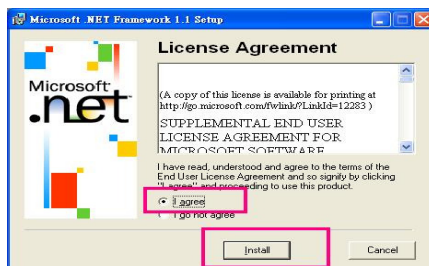 Microsoft .NET Framework 1.1 Setup
License Agreement
Microsoft
.net
(A copy of this license is available for printing at
http://go.microsoft.com/fwlink/?LinkId=12283 )
SUPPLEMENTAL END USER
LICENSE AGREEMENT FOR
MICROSOFT SOFTWARE
I have read, understood and agree to the terms of the
End User License Agreement and so signify by clicking
"I agree" and proceeding to use this product.
I agree
I do not agree
Install
Cancel